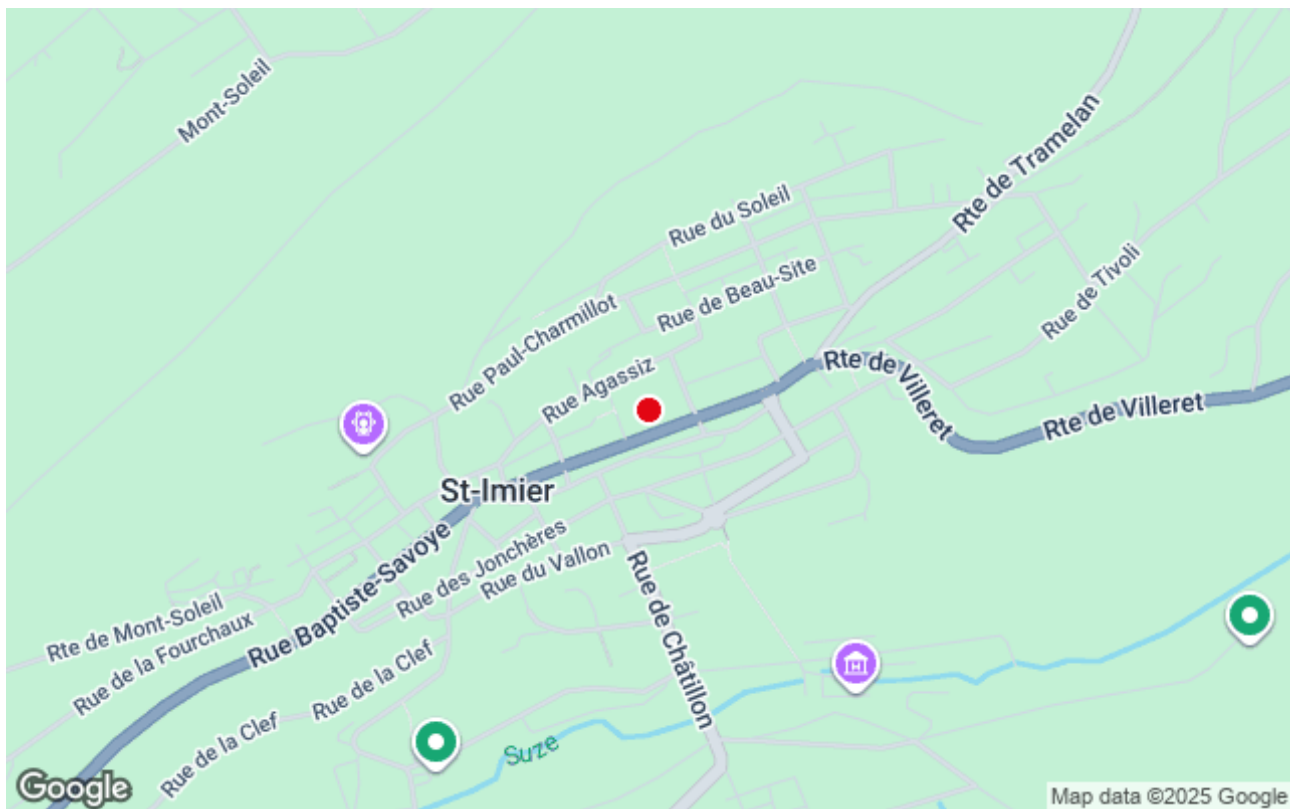 Mont-Soleil
Rte de Tramelan
Rue du Soleil
Rue de Tivoli
Rue de Beau-Site
Rue Paul-Charmillot
Rue Agassiz
Rte de Villeret
Rte de Villeret
St-Imier
Rue Baptiste-Savoye
Rue des Jonchères
Rue du Vallon
Rue de Châtillon
Rte de Mont-Soleil
Rue de la Fourchaux
Rue de la Clef
Rue de la Clef
H
Suze
Google
Map data ©2025 Google